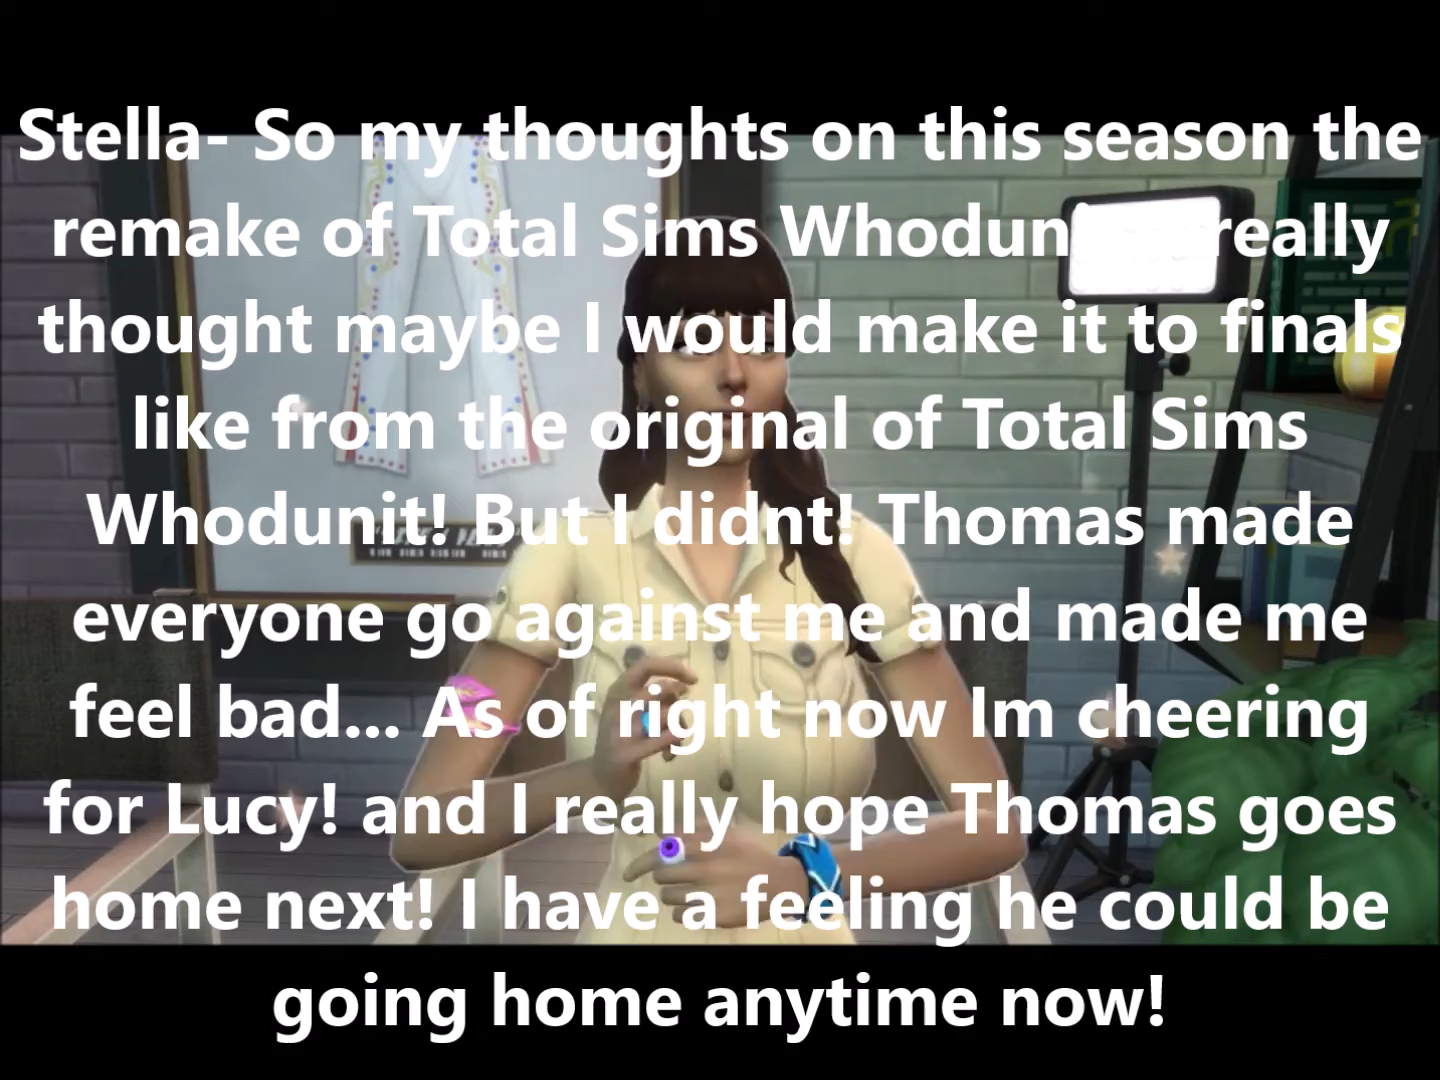 Stella- So my thoughts on this season the
remake of Total Sims Whodun really
thought maybe I would make it to finals
like from the original of Total Sims
Whodunit! But I didnt! Thomas made
everyone go against me and made me
feel bad... As of right now Im cheering
for Lucy! and I really hope Thomas goes
home next! I have a feeling he could be
going home anytime now!